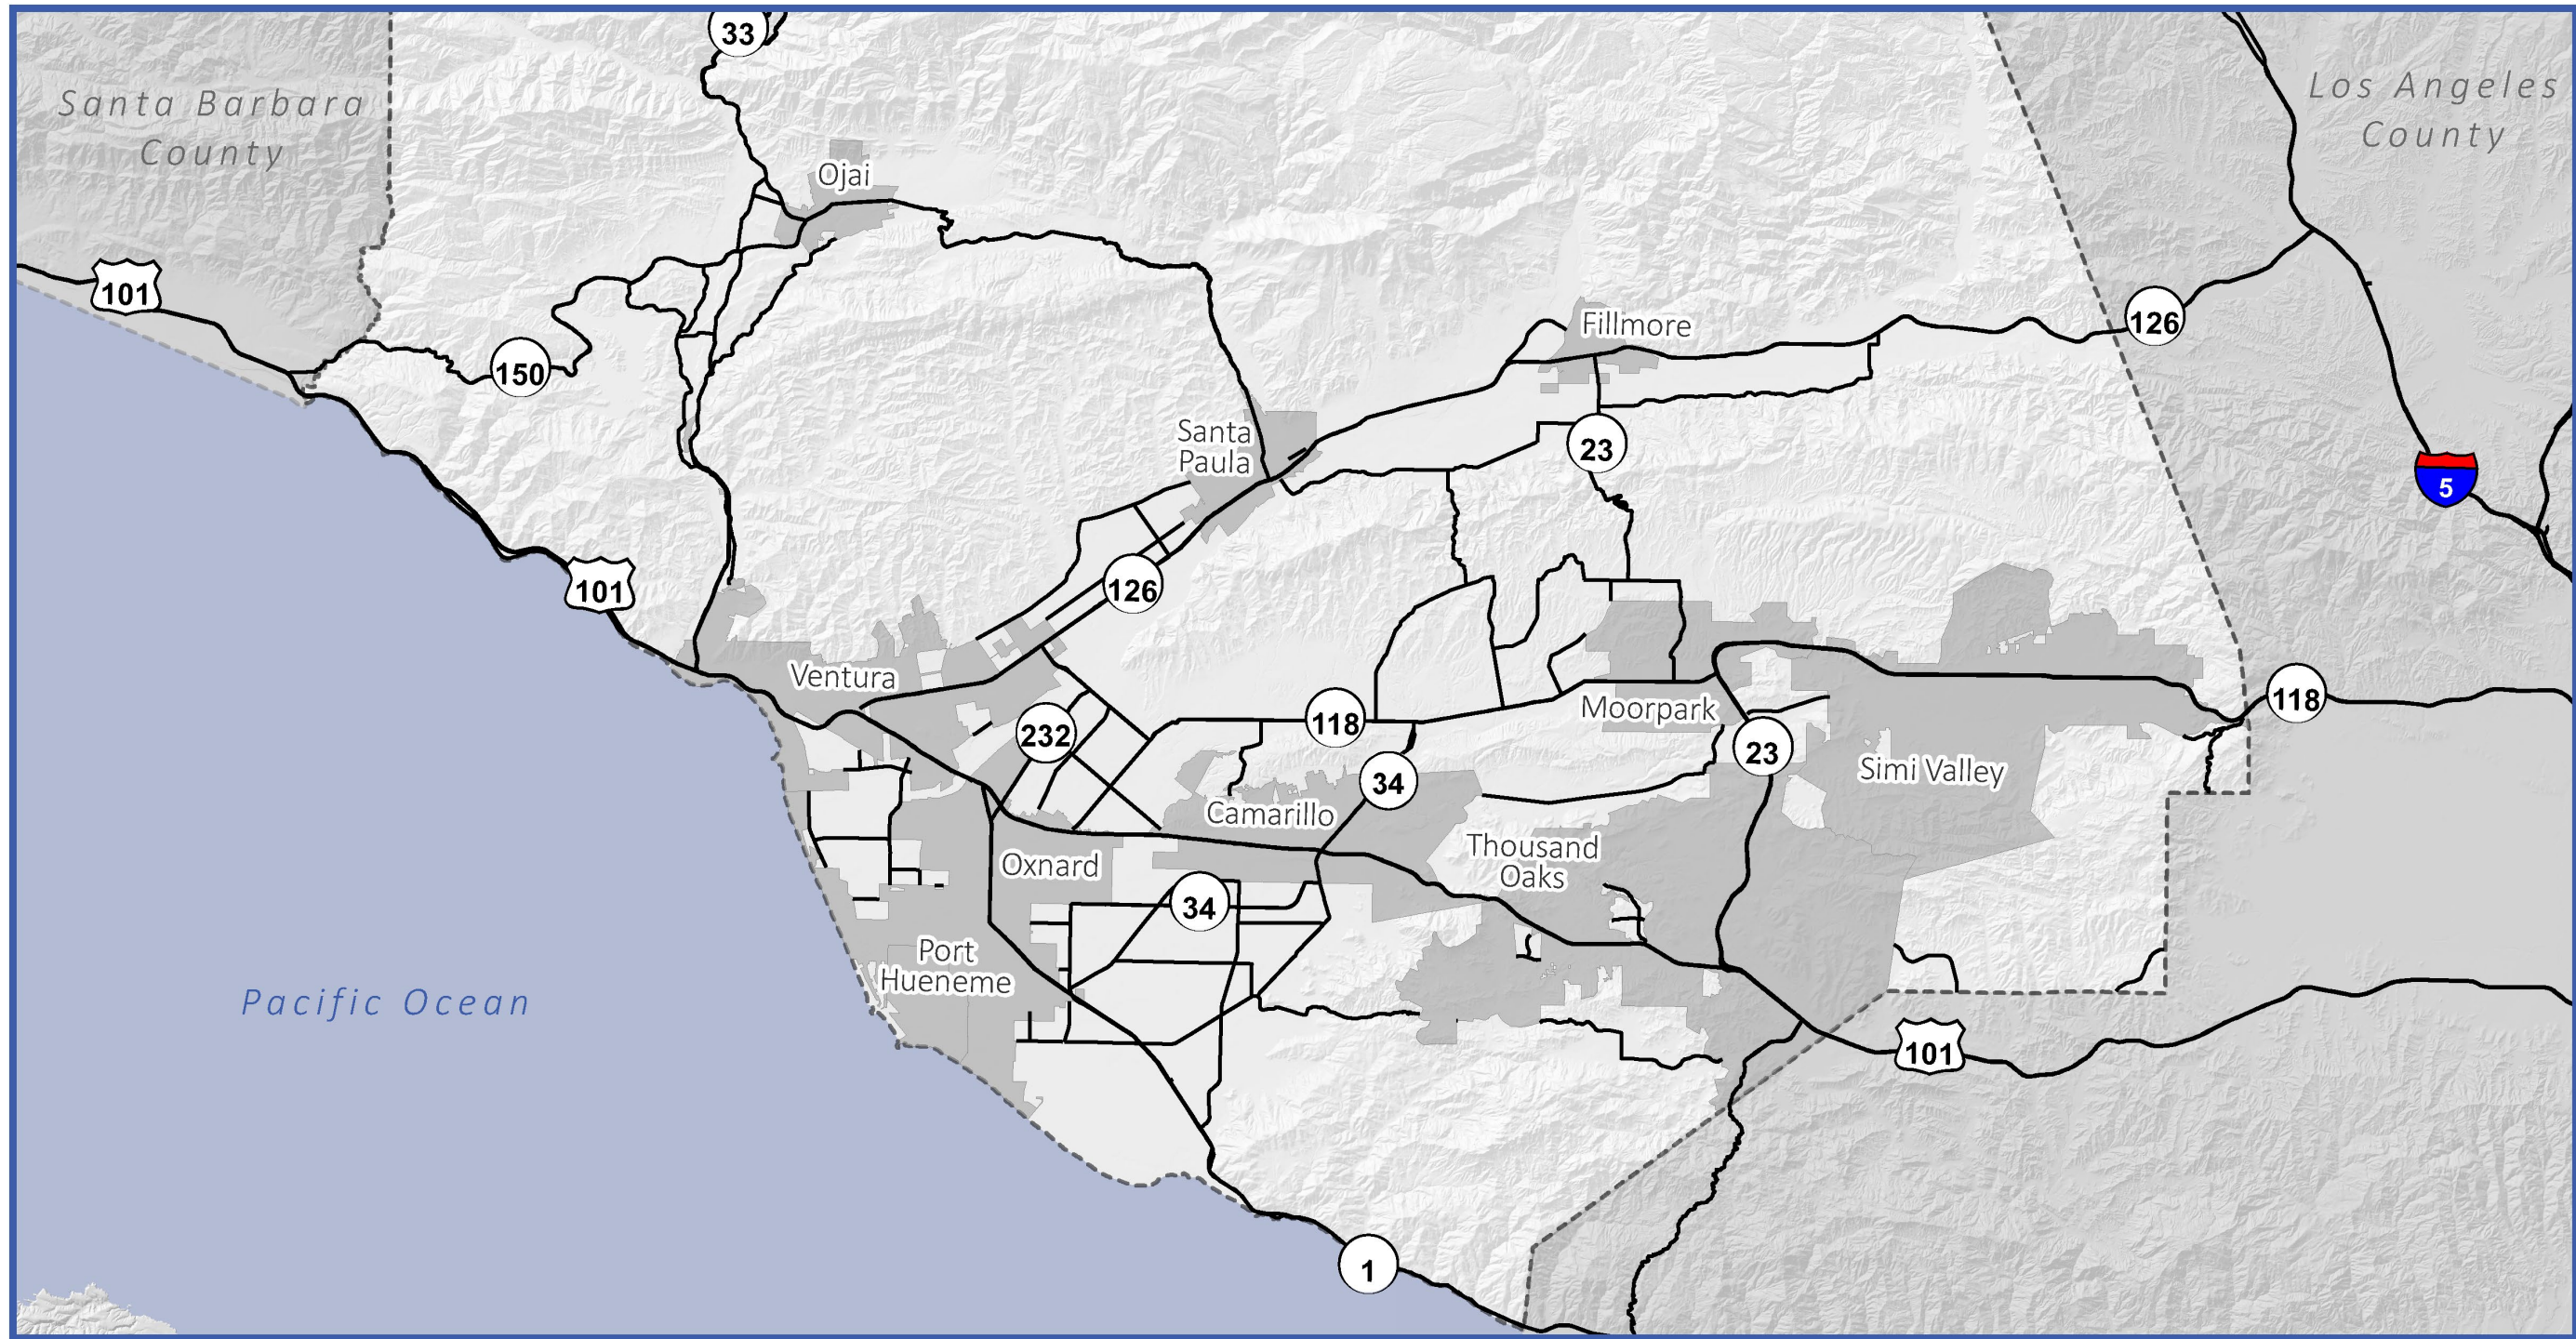 33
Santa Barbara
County
Los Angeles
County
Ojai
101
126
Fillmore
150
Santa
Paula
23
5
101
126
Ventura
118
118
Moorpark
232
23
34
Simi Valley
Camarillo
Thousand
Oaks
Oxnard
34
Port
Hueneme
Pacific Ocean
101
1